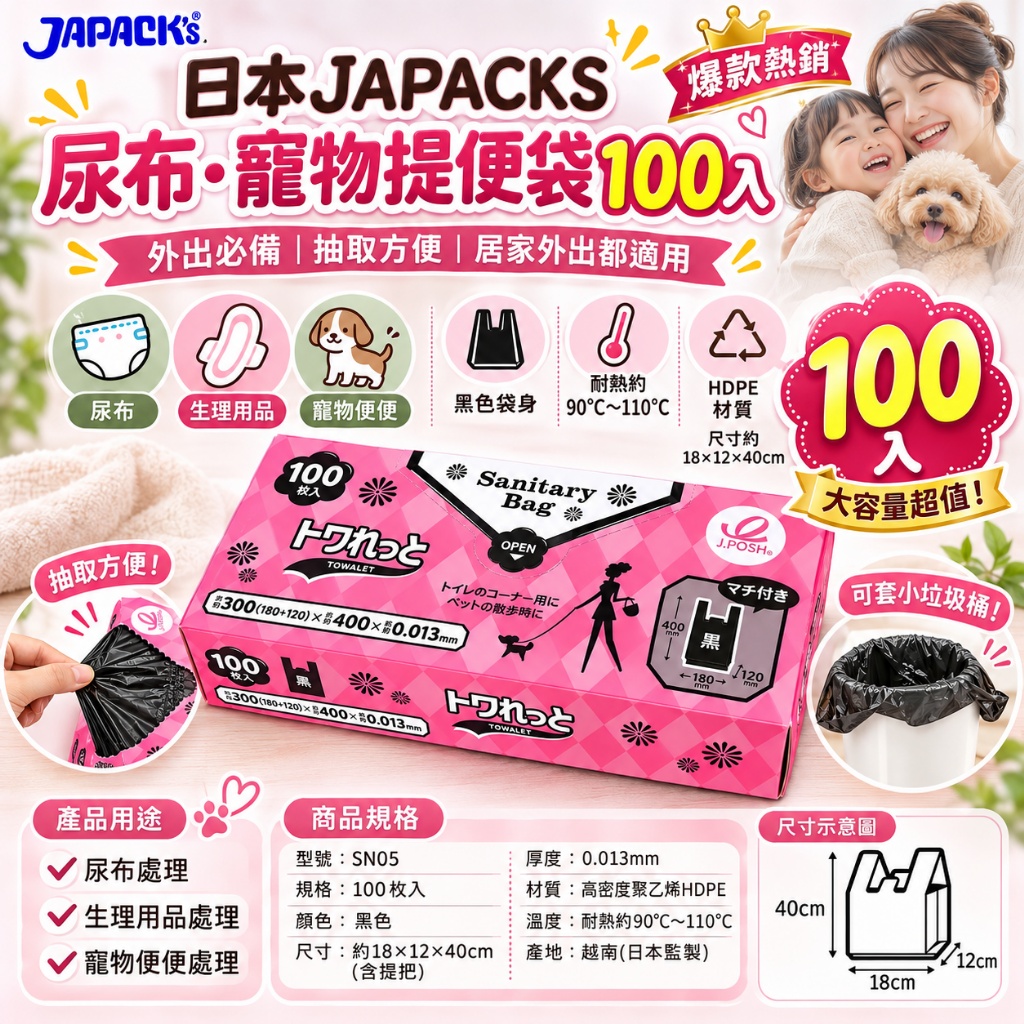 JAPACK's®.
日本JAPACKS
爆款熱銷
尿布・寵物提便袋100入
外出必備｜抽取方便｜居家外出都適用
尿布
生理用品
寵物便便
黑色袋身
耐熱約
90°C～110°C
HDPE
材質
尺寸約
18×12×40cm
100
入
大容量超值！
100
枚入
Sanitary
Bag
OPEN
J.POSH®
トワれっと
TOWALET
トイレのコーナー用に
ペットの散歩時に
約300(180+120)×約400×約0.013mm
マチ付き
400
mm
黒
180
mm
120
mm
100
枚入
黒
約300(180+120)×約400×約0.013mm
トワれっと
TOWALET
抽取方便！
J.POSH
可套小垃圾桶！
產品用途
尿布處理
生理用品處理
寵物便便處理
商品規格
型號：SN05
規格：100枚入
顏色：黑色
尺寸：約18×12×40cm
(含提把)
厚度：0.013mm
材質：高密度聚乙烯HDPE
溫度：耐熱約90°C～110°C
產地：越南(日本監製)
尺寸示意圖
40cm
18cm
12cm